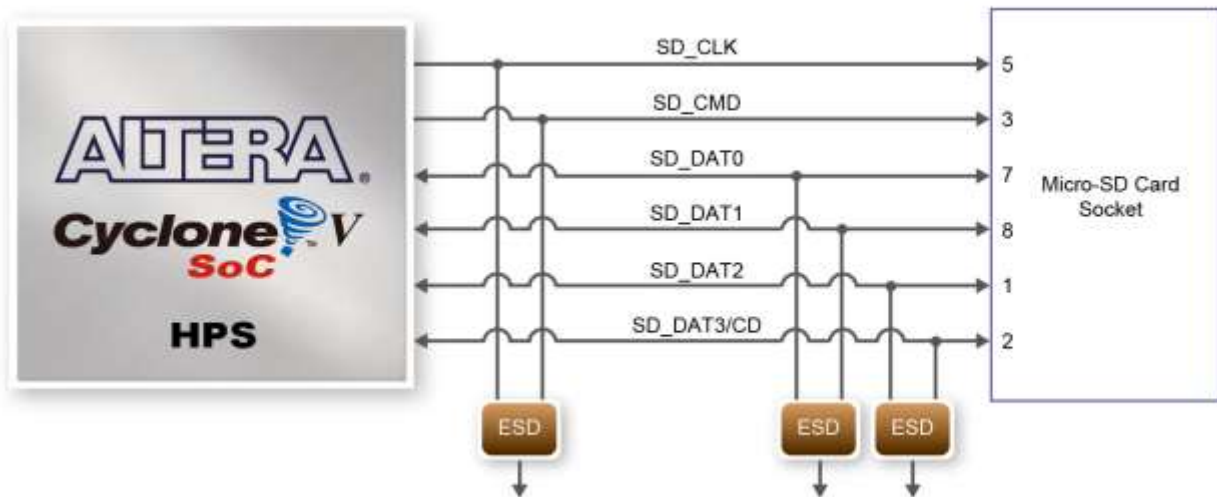 SD_CLK
5
SD_CMD
3
ALTERA®
SD_DAT0
7
Micro-SD Card
Socket
Cyclone™ V
SoC
SD_DAT1
8
SD_DAT2
1
HPS
SD_DAT3/CD
2
ESD
ESD
ESD